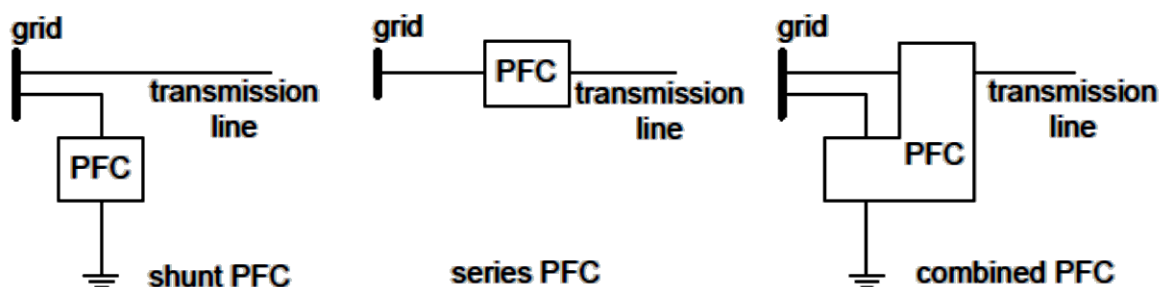 grid
transmission
line
PFC
shunt PFC
grid
PFC
transmission
line
series PFC
grid
transmission
line
PFC
combined PFC